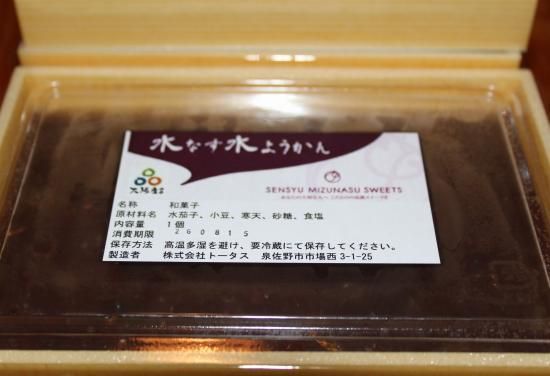 水なす水ようかん
大阪産
SENSYU MIZUNASU SWEETS
名称 和菓子
原材料名 水茄子、小豆、寒天、砂糖、食塩
内容量 1個
消費期限 260815
保存方法 高温多湿を避け、要冷蔵にて保存してください。
製造者 株式会社トータス 泉佐野市市場西3-1-25